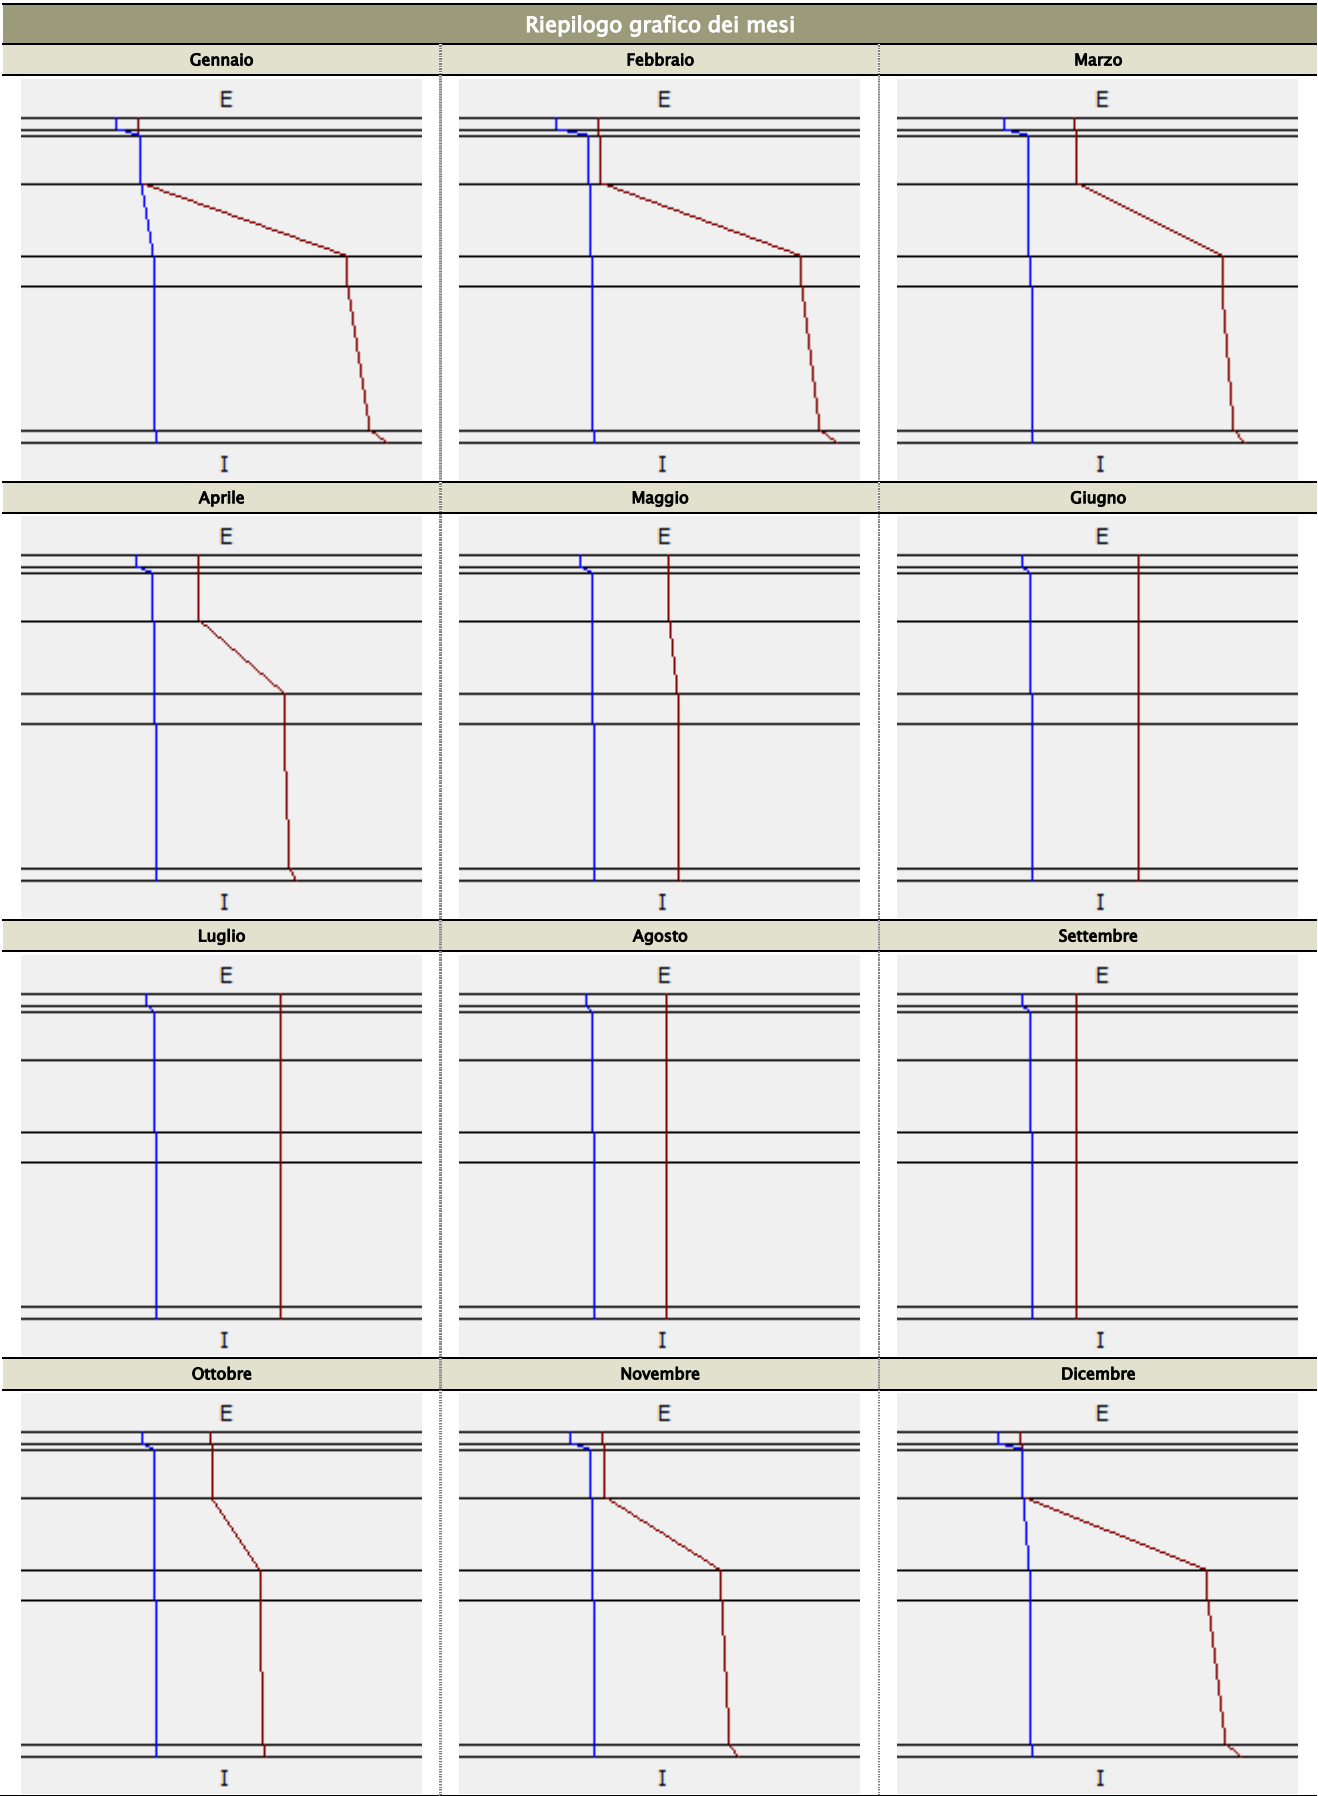 Riepilogo grafico dei mesi
Gennaio Febbraio Marzo
E E E
I I I
Aprile Maggio Giugno
E E E
I I I
Luglio Agosto Settembre
E E E
I I I
Ottobre Novembre Dicembre
E E E
I I I